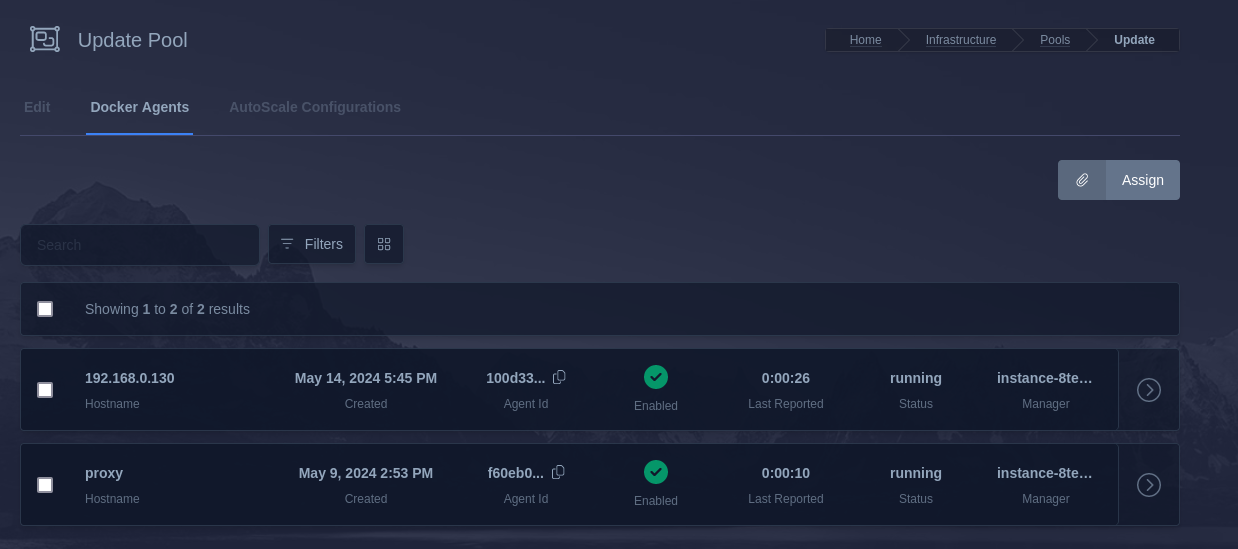 Update Pool
Home Infrastructure Pools Update
Edit Docker Agents AutoScale Configurations
Assign
Search Filters
Showing 1 to 2 of 2 results
192.168.0.130 May 14, 2024 5:45 PM 100d33... 0:00:26 running instance-8te...
Hostname Created Agent Id Enabled Last Reported Status Manager
proxy May 9, 2024 2:53 PM f60eb0... 0:00:10 running instance-8te...
Hostname Created Agent Id Enabled Last Reported Status Manager